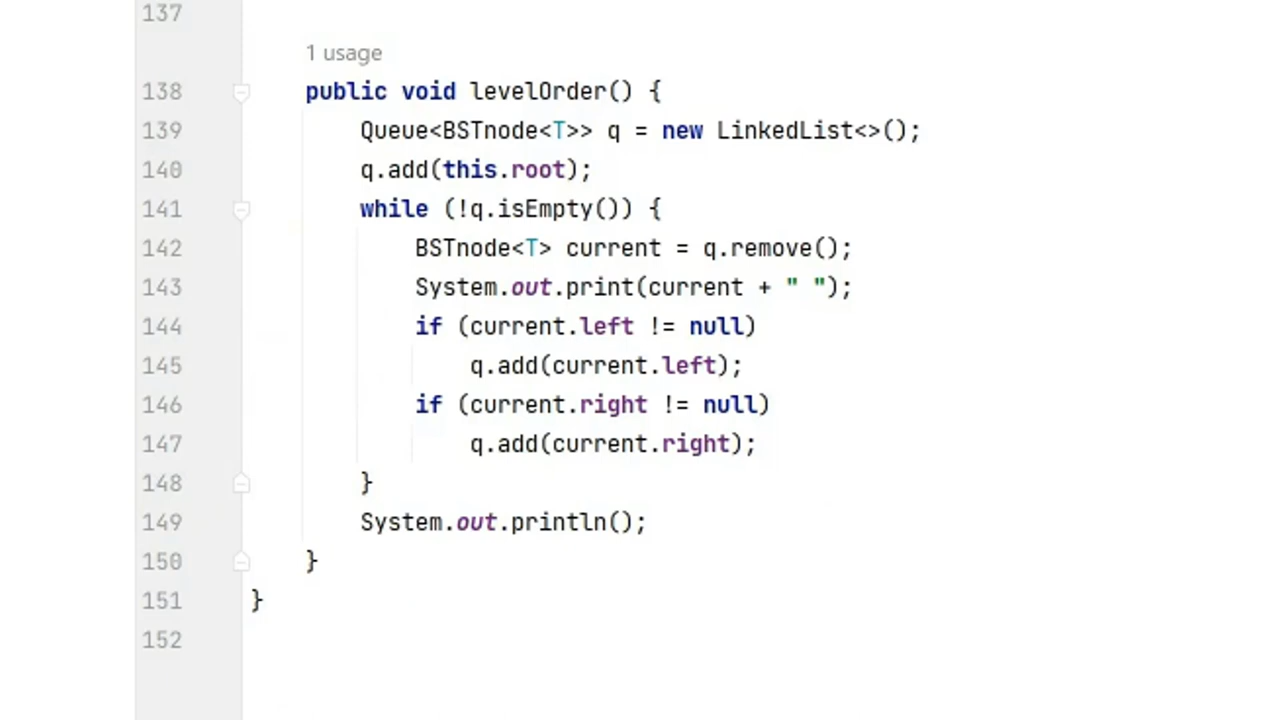 137
1 usage
138 public void levelOrder() {
139 Queue<BSTnode<T>> q = new LinkedList<>();
140 q.add(this.root);
141 while (!q.isEmpty()) {
142 BSTnode<T> current = q.remove();
143 System.out.print(current + " ");
144 if (current.left != null)
145 q.add(current.left);
146 if (current.right != null)
147 q.add(current.right);
148 }
149 System.out.println();
150 }
151 }
152